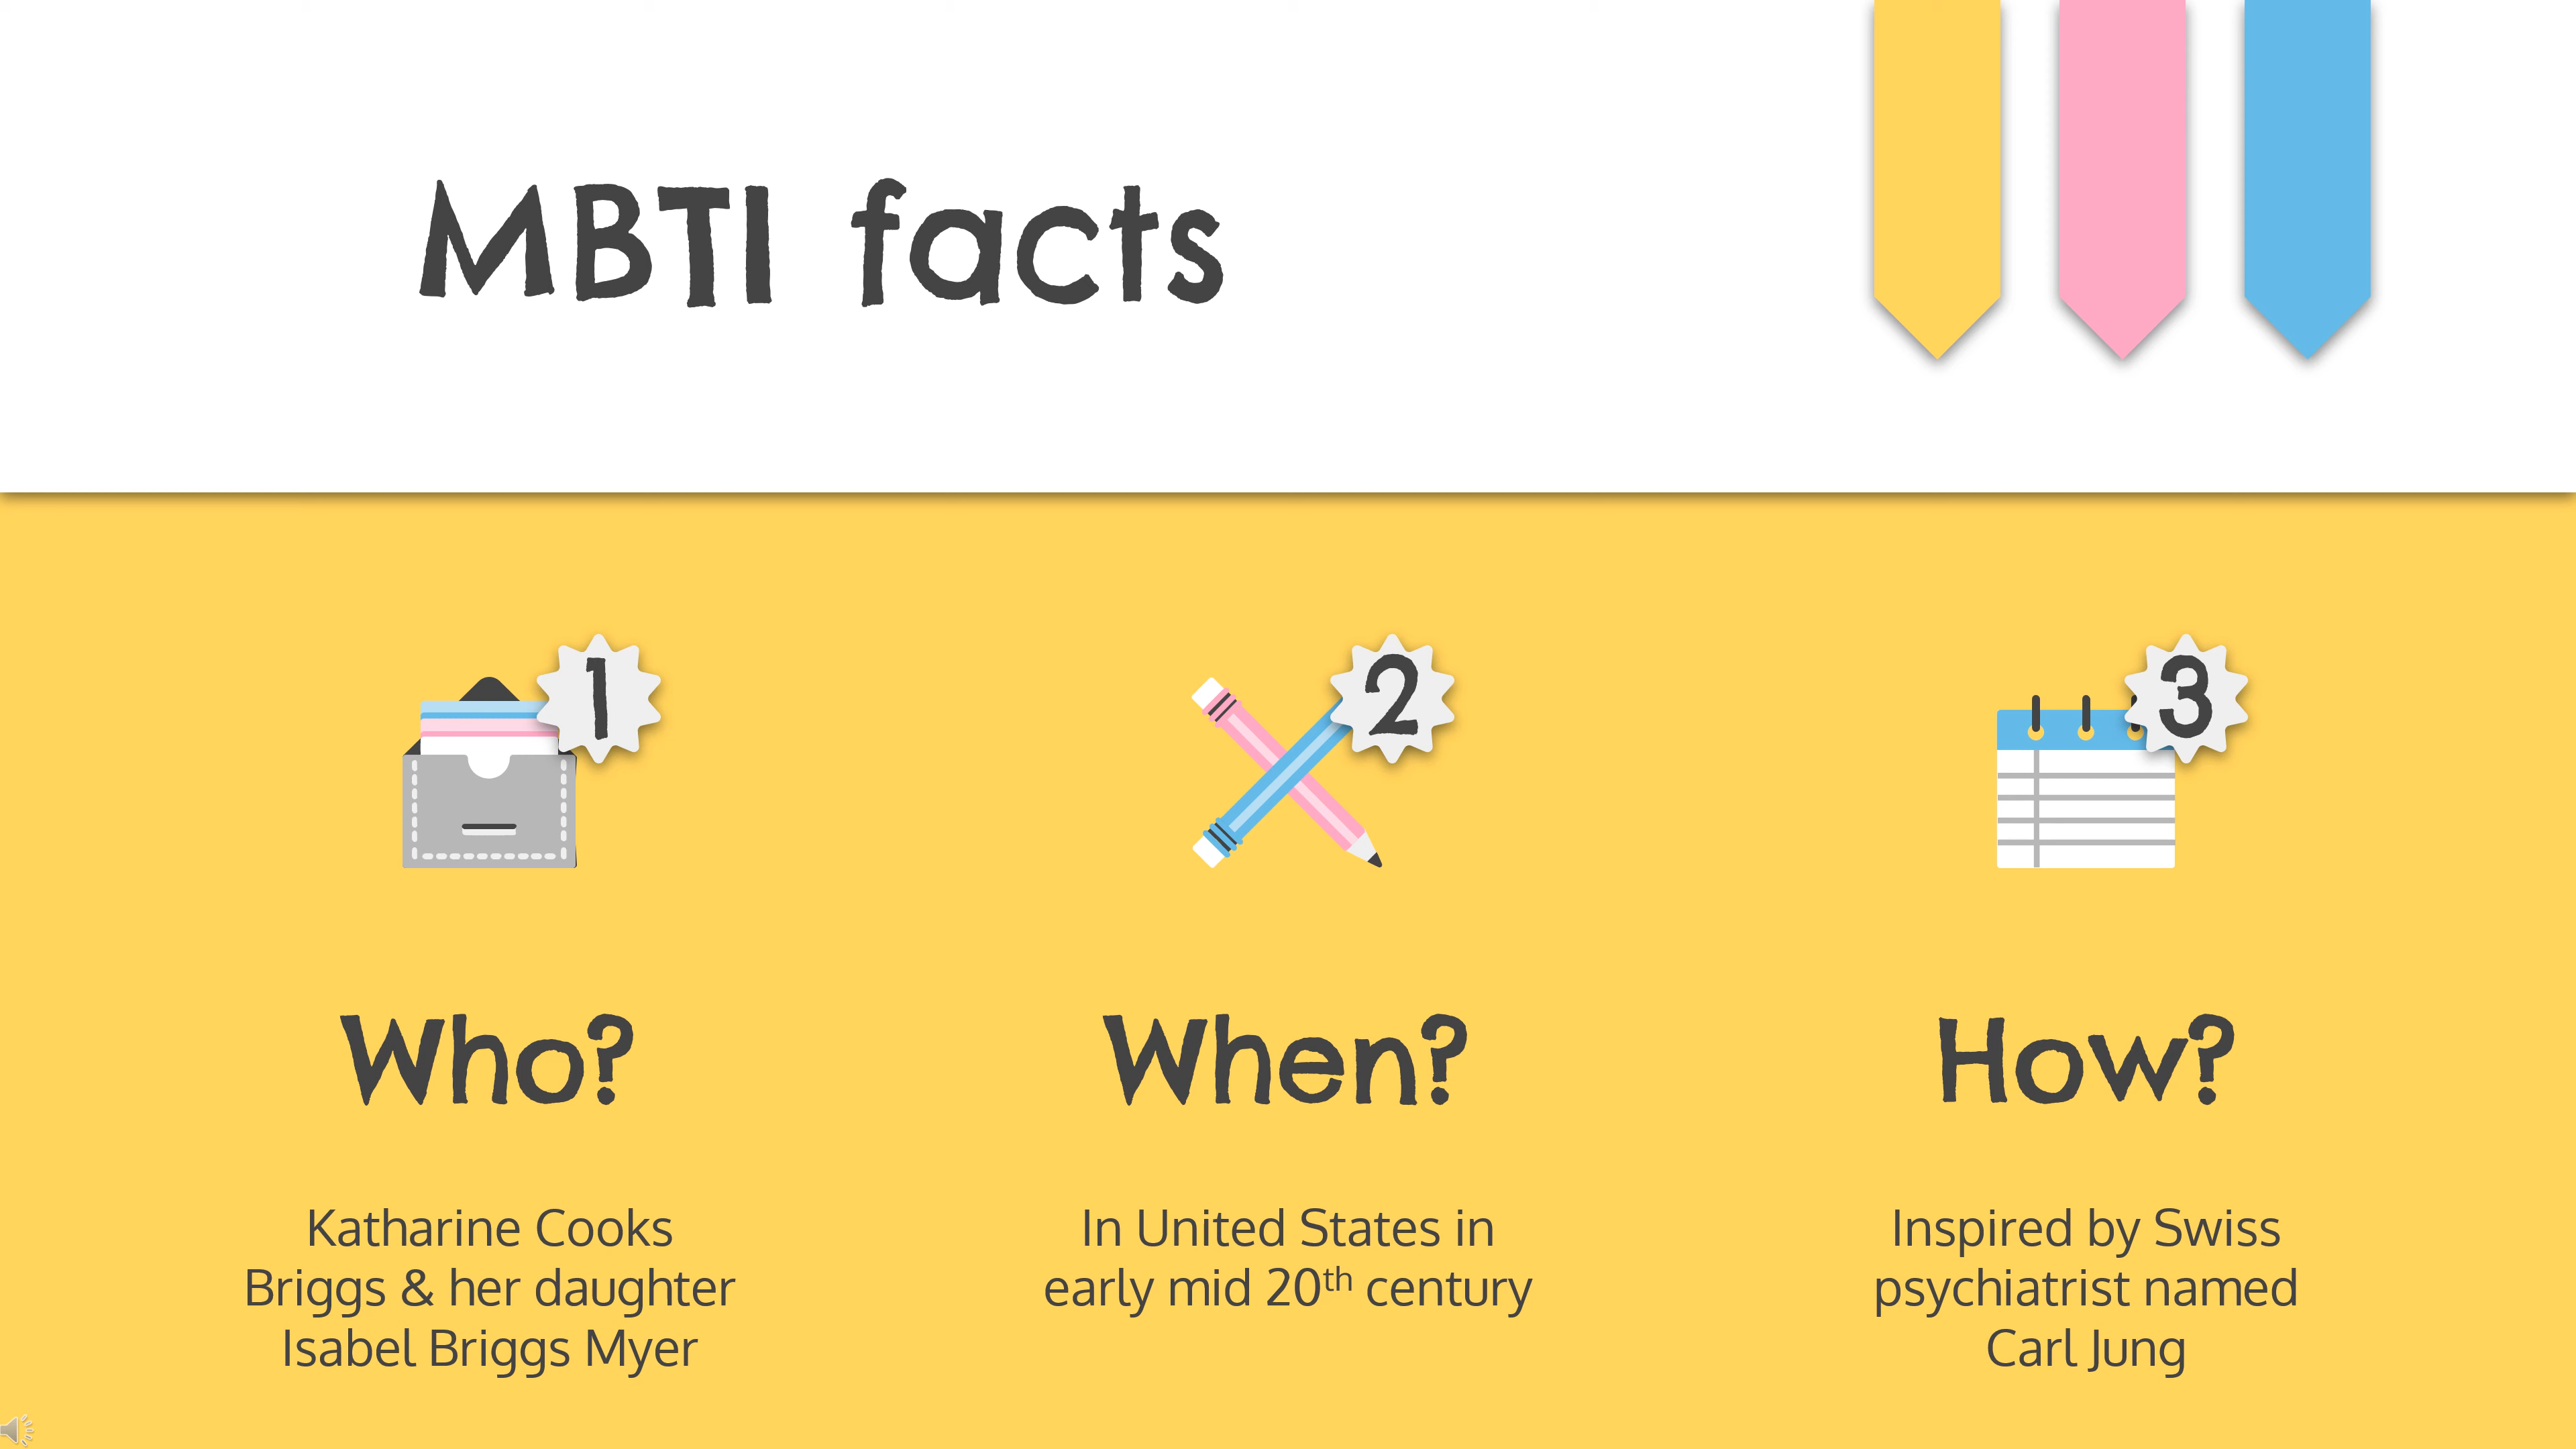 MBTI facts
1
2
3
Who?
When?
How?
Katharine Cooks
Briggs & her daughter
Isabel Briggs Myer
In United States in
early mid 20th century
Inspired by Swiss
psychiatrist named
Carl Jung